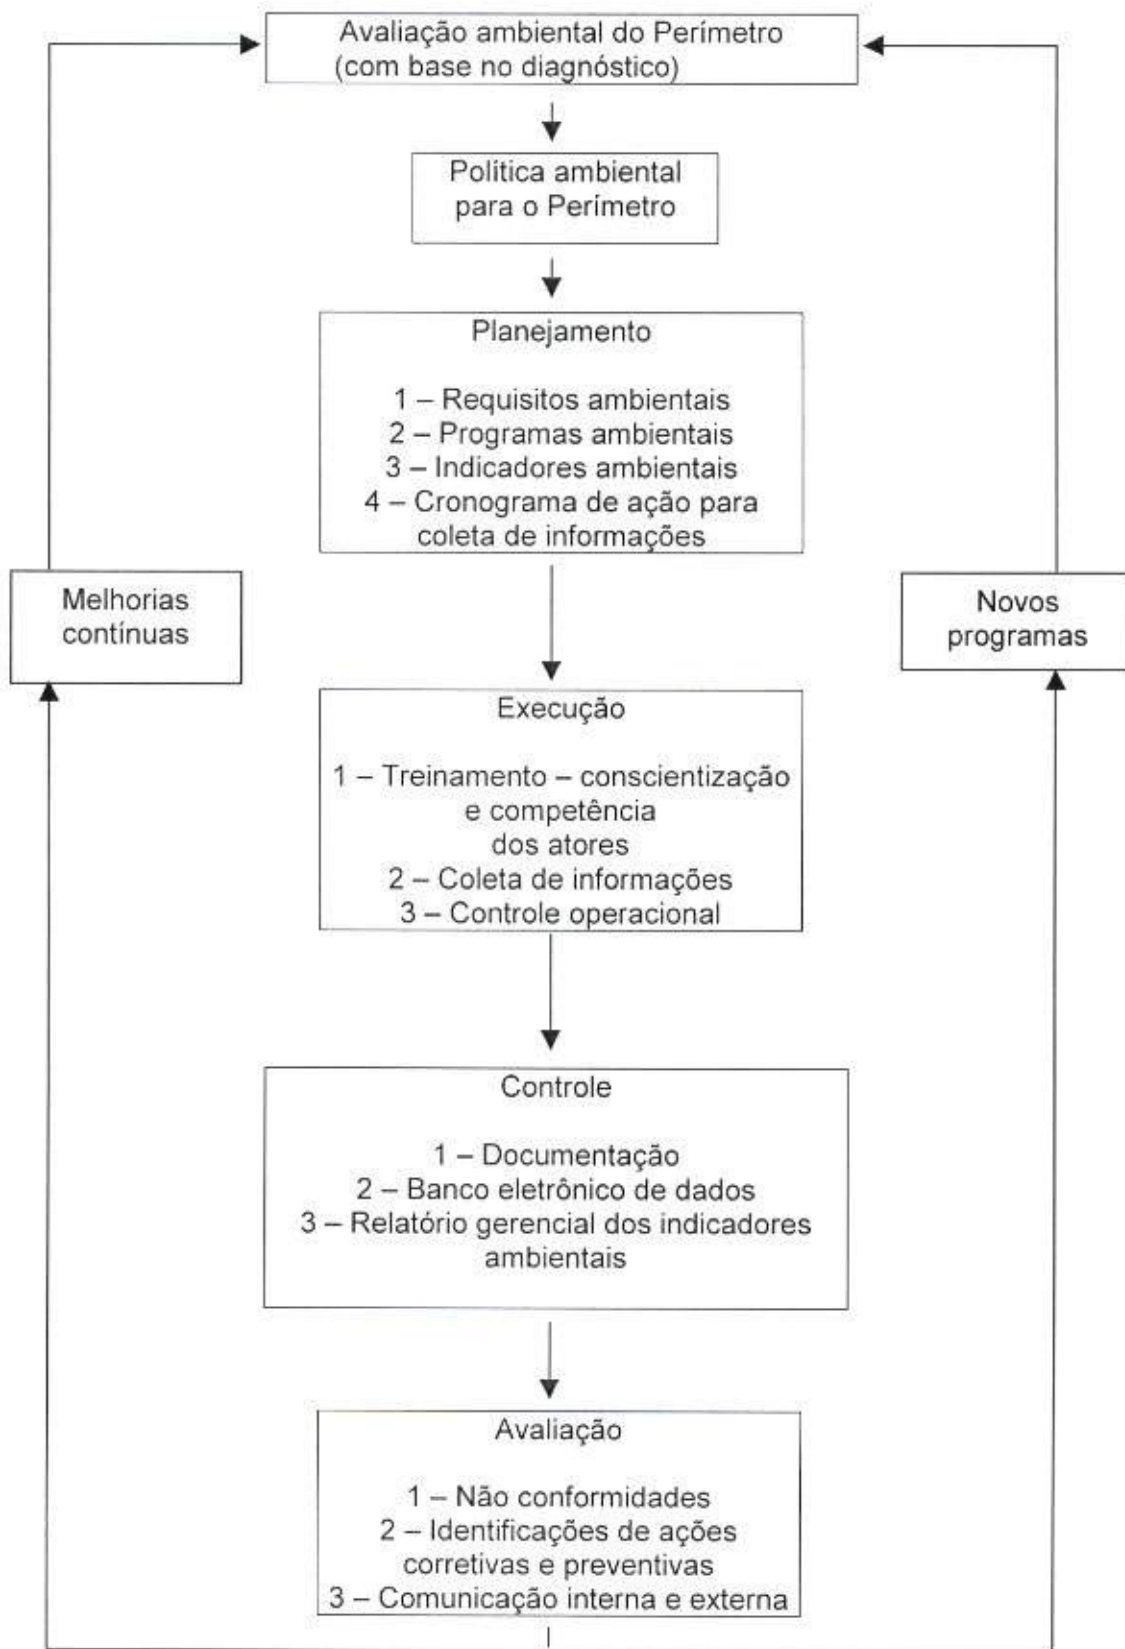 Avaliação ambiental do Perímetro
(com base no diagnóstico)
Política ambiental
para o Perímetro
Planejamento
1 – Requisitos ambientais
2 – Programas ambientais
3 – Indicadores ambientais
4 – Cronograma de ação para
coleta de informações
Melhorias
contínuas
Novos
programas
Execução
1 – Treinamento – conscientização
e competência
dos atores
2 – Coleta de informações
3 – Controle operacional
Controle
1 – Documentação
2 – Banco eletrônico de dados
3 – Relatório gerencial dos indicadores
ambientais
Avaliação
1 – Não conformidades
2 – Identificações de ações
corretivas e preventivas
3 – Comunicação interna e externa